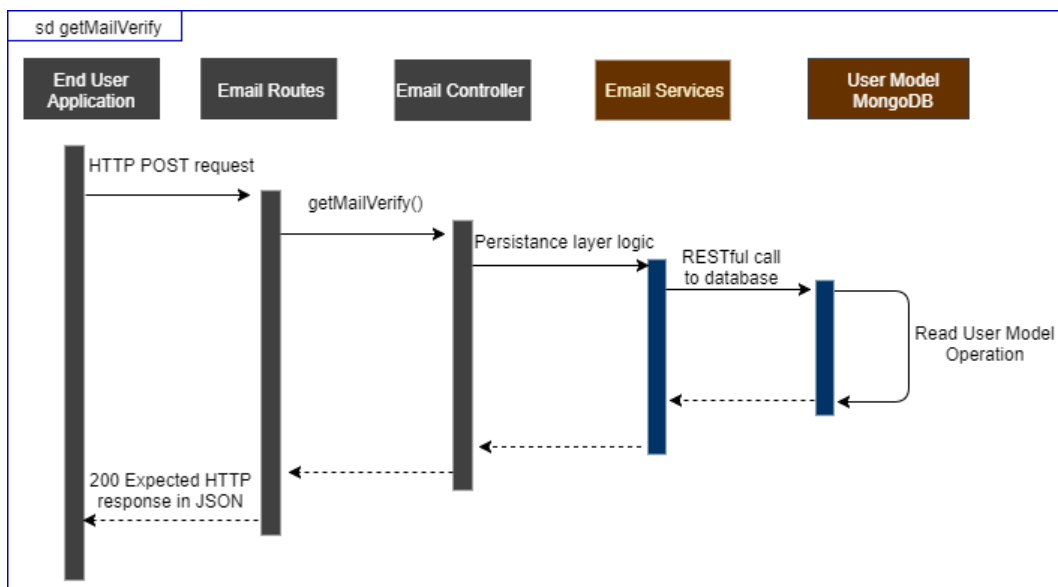 sd getMailVerify
End User
Application
Email Routes
Email Controller
Email Services
User Model
MongoDB
HTTP POST request
getMailVerify()
Persistance layer logic
RESTful call
to database
Read User Model
Operation
200 Expected HTTP
response in JSON